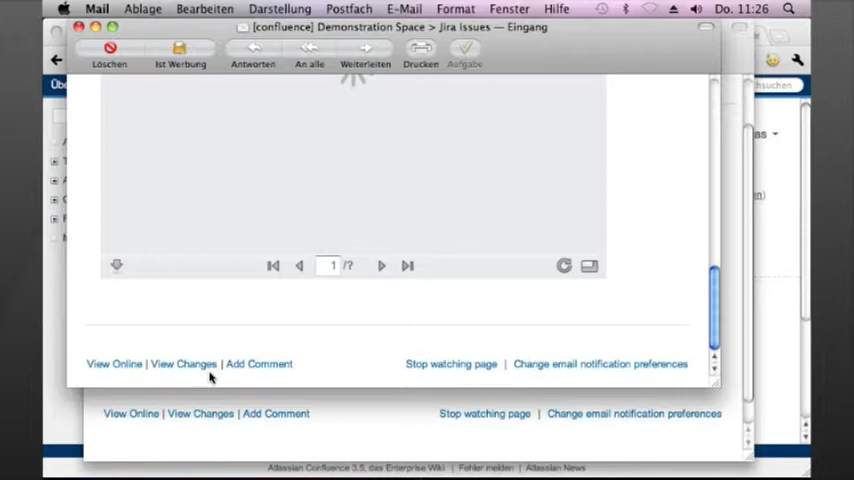 Mail Ablage Bearbeiten Darstellung Postfach E-Mail Format Fenster Hilfe Do. 11:26
[confluence] Demonstration Space > Jira Issues — Eingang
Löschen Ist Werbung Antworten An alle Weiterleiten Drucken Aufgabe
suchen
1 /?
View Online | View Changes | Add Comment Stop watching page | Change email notification preferences
View Online | View Changes | Add Comment Stop watching page | Change email notification preferences
Atlassian Confluence 3.5, das Enterprise Wiki | Fehler melden | Atlassian News